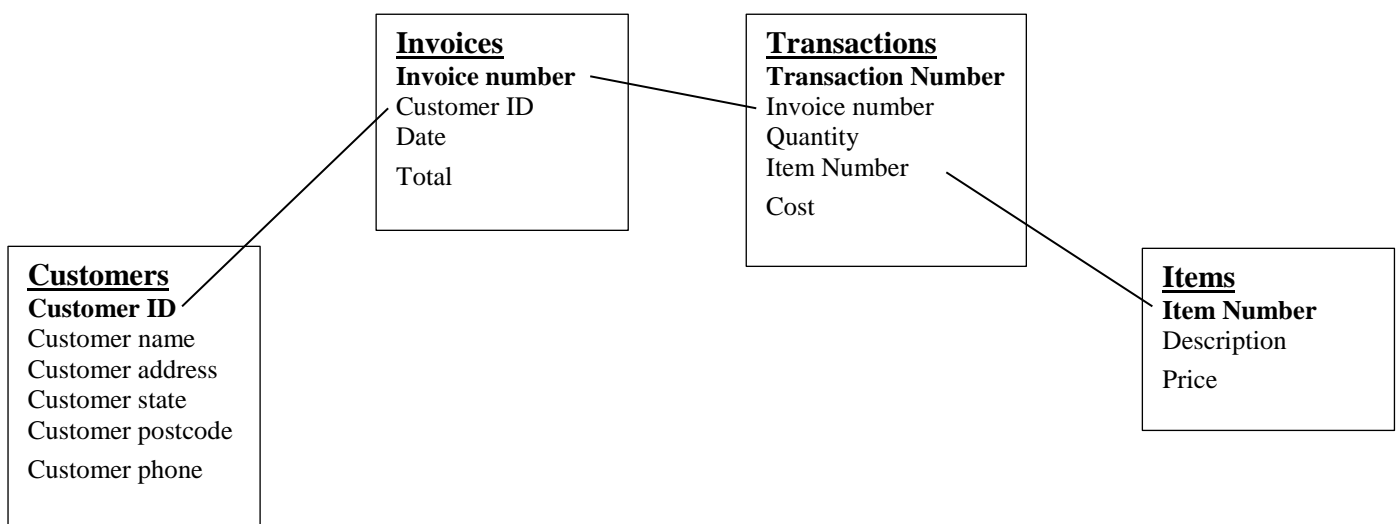 Invoices
Invoice number
Customer ID
Date
Total
Transactions
Transaction Number
Invoice number
Quantity
Item Number
Cost
Customers
Customer ID
Customer name
Customer address
Customer state
Customer postcode
Customer phone
Items
Item Number
Description
Price